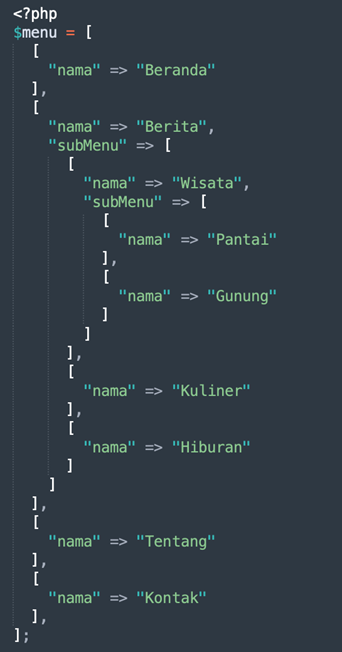 <?php
$menu = [
  [
    "nama" => "Beranda"
  ],
  [
    "nama" => "Berita",
    "subMenu" => [
      [
        "nama" => "Wisata",
        "subMenu" => [
          [
            "nama" => "Pantai"
          ],
          [
            "nama" => "Gunung"
          ]
        ]
      ],
      [
        "nama" => "Kuliner"
      ],
      [
        "nama" => "Hiburan"
      ]
    ]
  ],
  [
    "nama" => "Tentang"
  ],
  [
    "nama" => "Kontak"
  ],
];